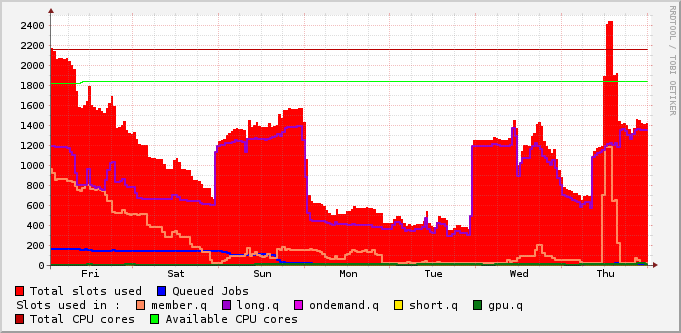 2400
2200
2000
1800
1600
1400
1200
1000
800
600
400
200
0
Fri Sat Sun Mon Tue Wed Thu
RRDTOOL / TOBI OETIKER
Total slots used Queued Jobs
Slots used in : member.q long.q ondemand.q short.q gpu.q
Total CPU cores Available CPU cores